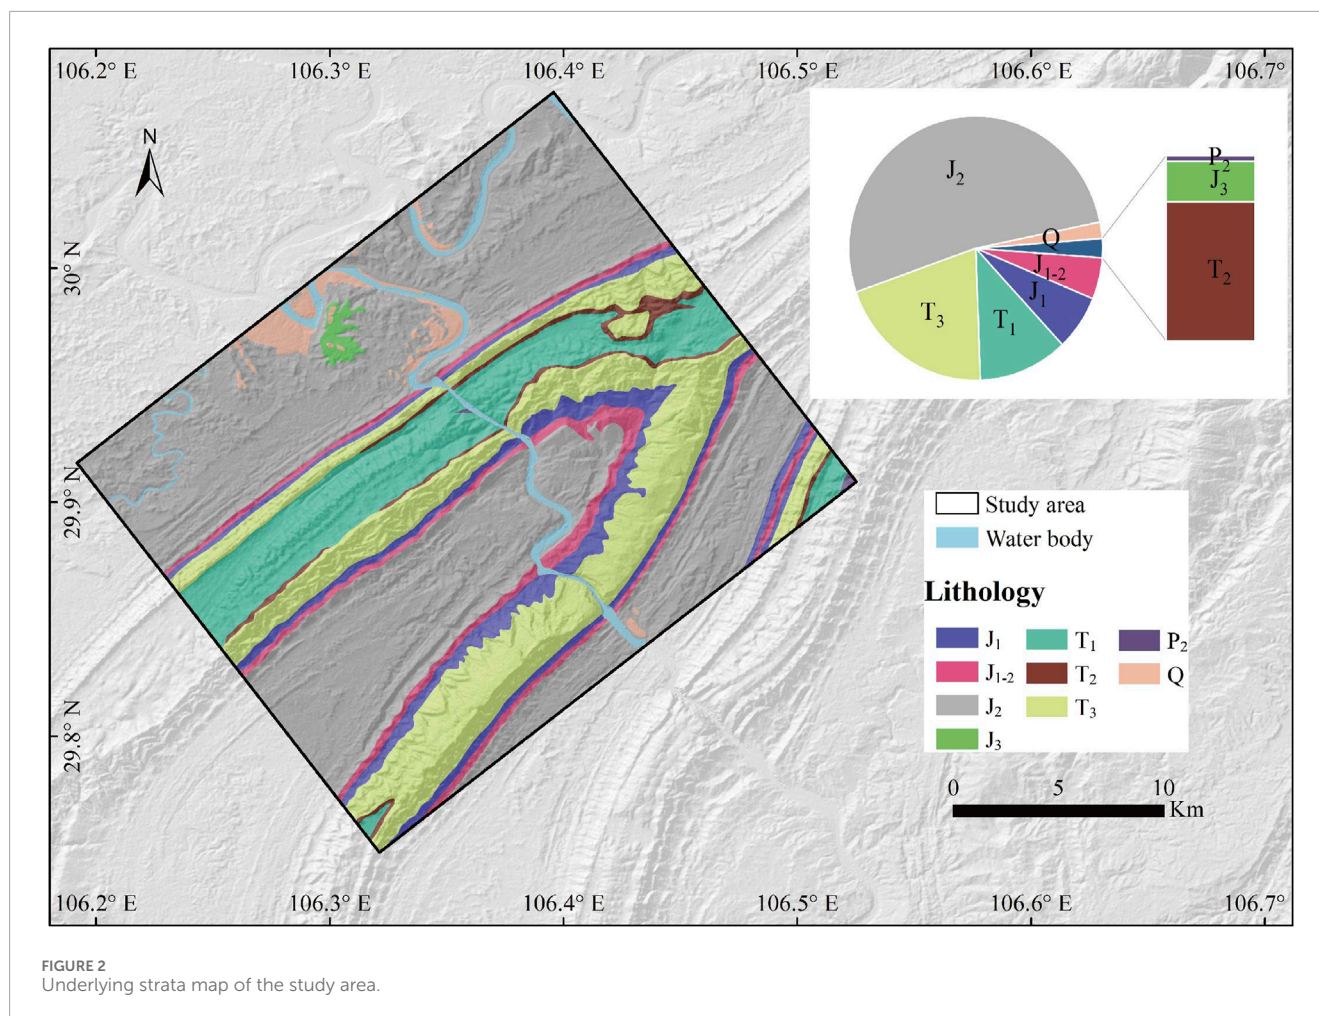 106.2° E 106.3° E 106.4° E 106.5° E 106.6° E 106.7° E
N
30° N
29.9° N
29.8° N
J2
Q
J1-2
J1
T1
T3
P2
J3
T2
Study area
Water body
Lithology
J1 T1 P2
J1-2 T2 Q
J2 T3
J3
0 5 10
Km
106.2° E 106.3° E 106.4° E 106.5° E 106.6° E 106.7° E
FIGURE 2
Underlying strata map of the study area.